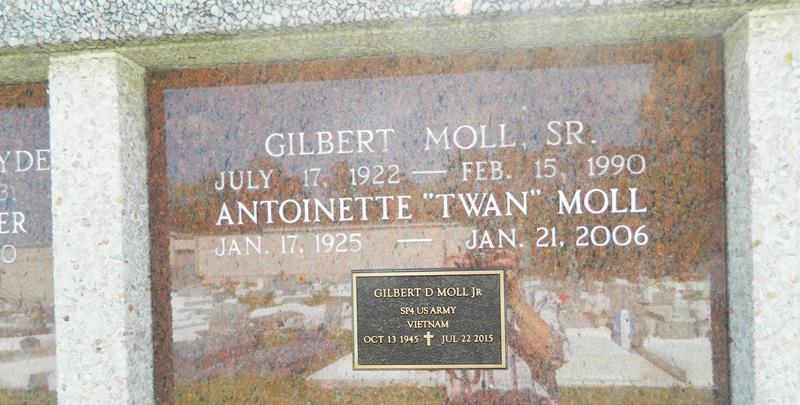 GILBERT MOLL, SR.
JULY 17, 1922 — FEB. 15, 1990
ANTOINETTE "TWAN" MOLL
JAN. 17, 1925 — JAN. 21, 2006
GILBERT D MOLL JR
SP4 US ARMY
VIETNAM
OCT 13 1945 ✝ JUL 22 2015